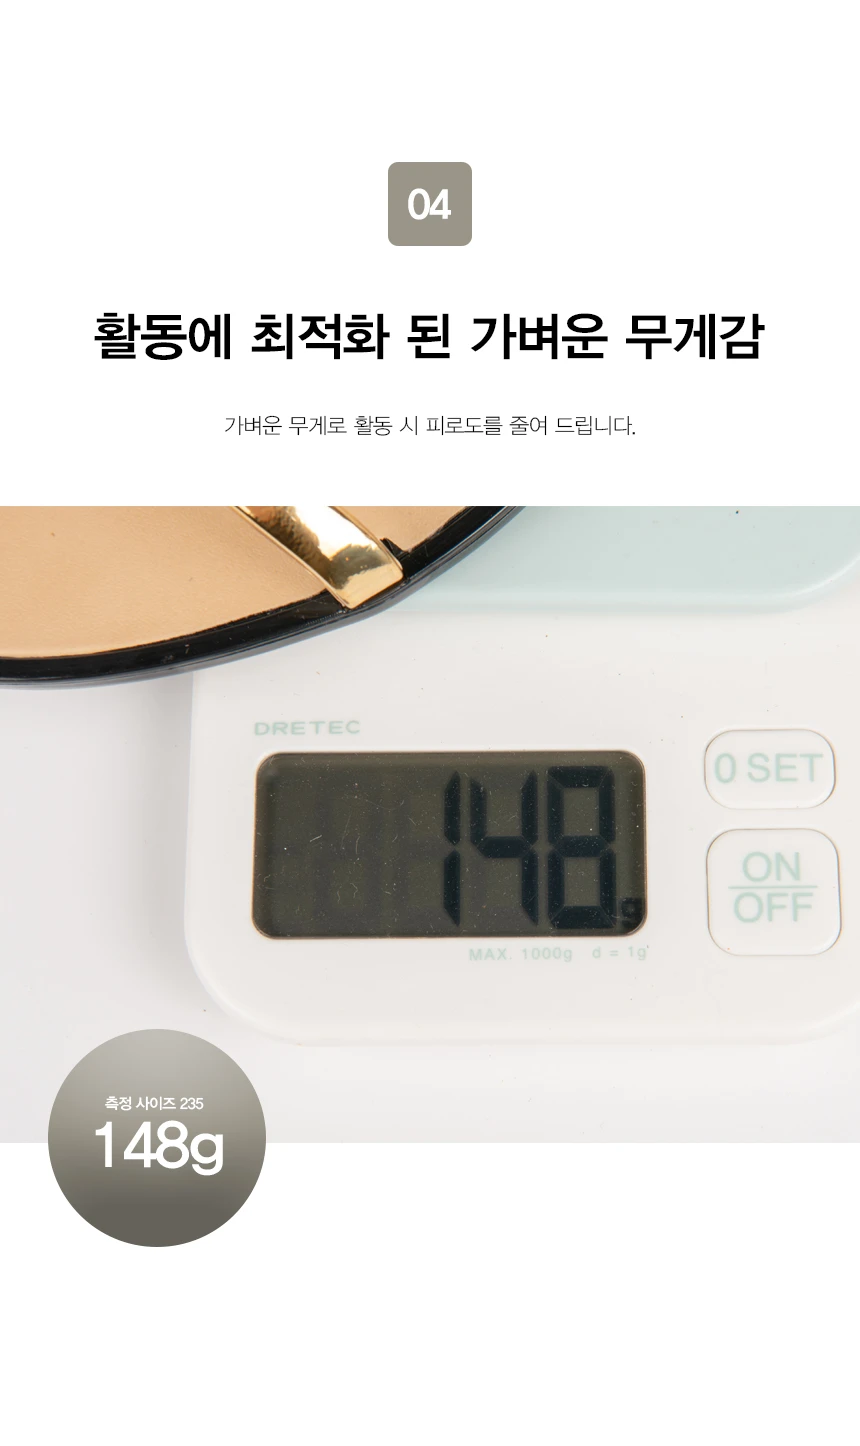 04
활동에 최적화 된 가벼운 무게감
가벼운 무게로 활동 시 피로도를 줄여 드립니다.
DRETEC
148g
0 SET
ON
OFF
MAX. 1000g d = 1g
측정 사이즈 235
148g